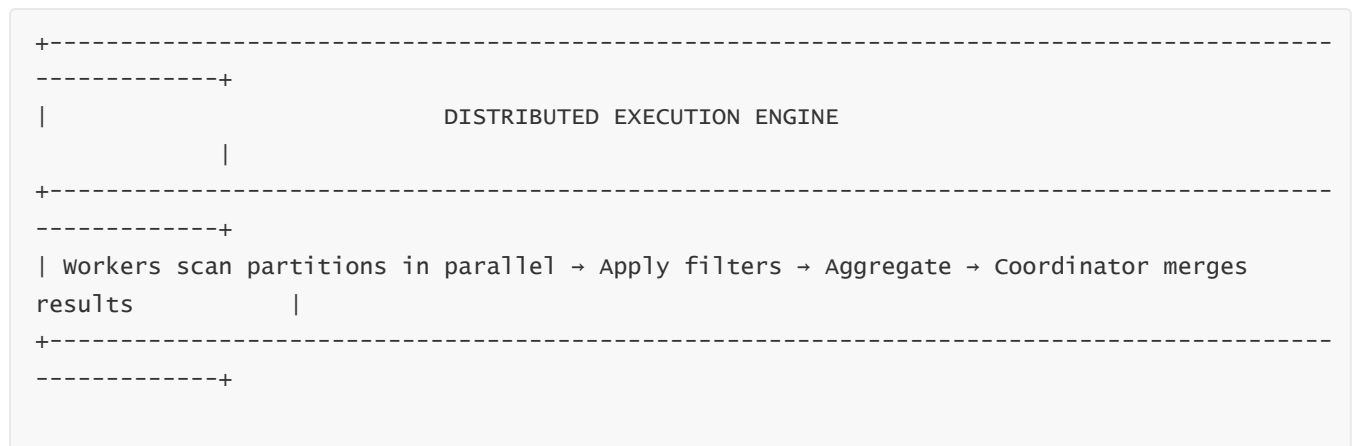 +-------------------------------------------------------------------------------------------
-------------+
|                            DISTRIBUTED EXECUTION ENGINE
             |
+-------------------------------------------------------------------------------------------
-------------+
| Workers scan partitions in parallel → Apply filters → Aggregate → Coordinator merges
results           |
+-------------------------------------------------------------------------------------------
-------------+